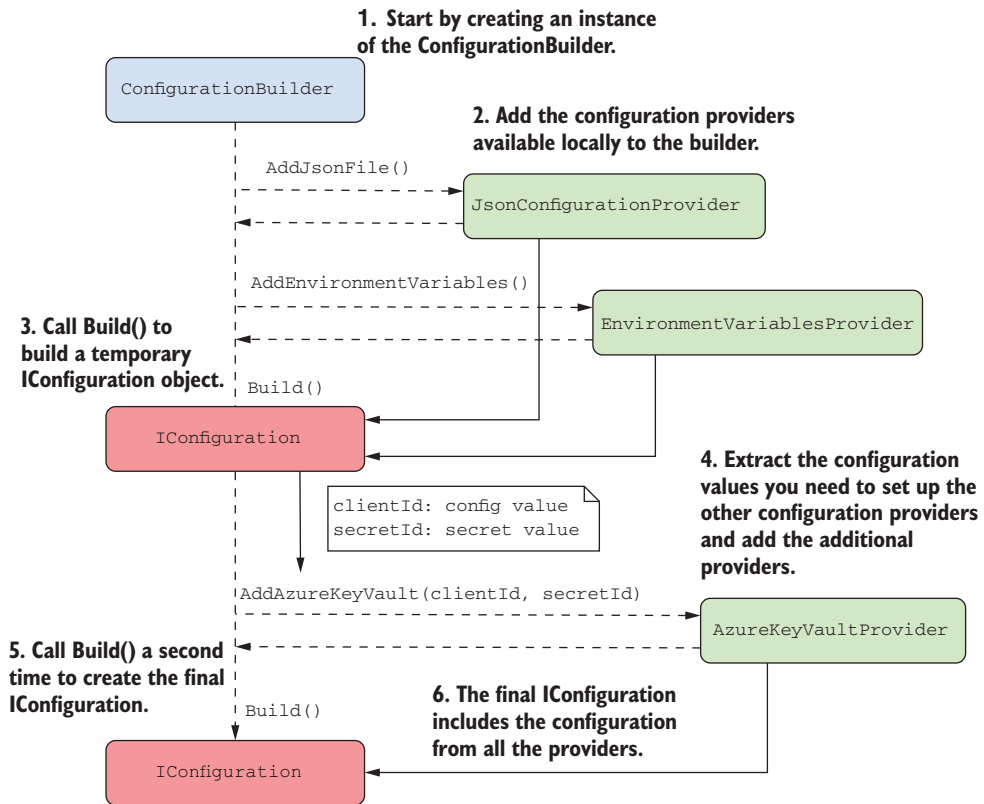 1. Start by creating an instance
of the ConfigurationBuilder.
ConfigurationBuilder
2. Add the configuration providers
available locally to the builder.
AddJsonFile()
JsonConfigurationProvider
AddEnvironmentVariables()
EnvironmentVariablesProvider
3. Call Build() to
build a temporary
IConfiguration object.
Build()
IConfiguration
4. Extract the configuration
values you need to set up the
other configuration providers
and add the additional
providers.
clientId: config value
secretId: secret value
AddAzureKeyVault(clientId, secretId)
AzureKeyVaultProvider
5. Call Build() a second
time to create the final
IConfiguration.
Build()
6. The final IConfiguration
includes the configuration
from all the providers.
IConfiguration